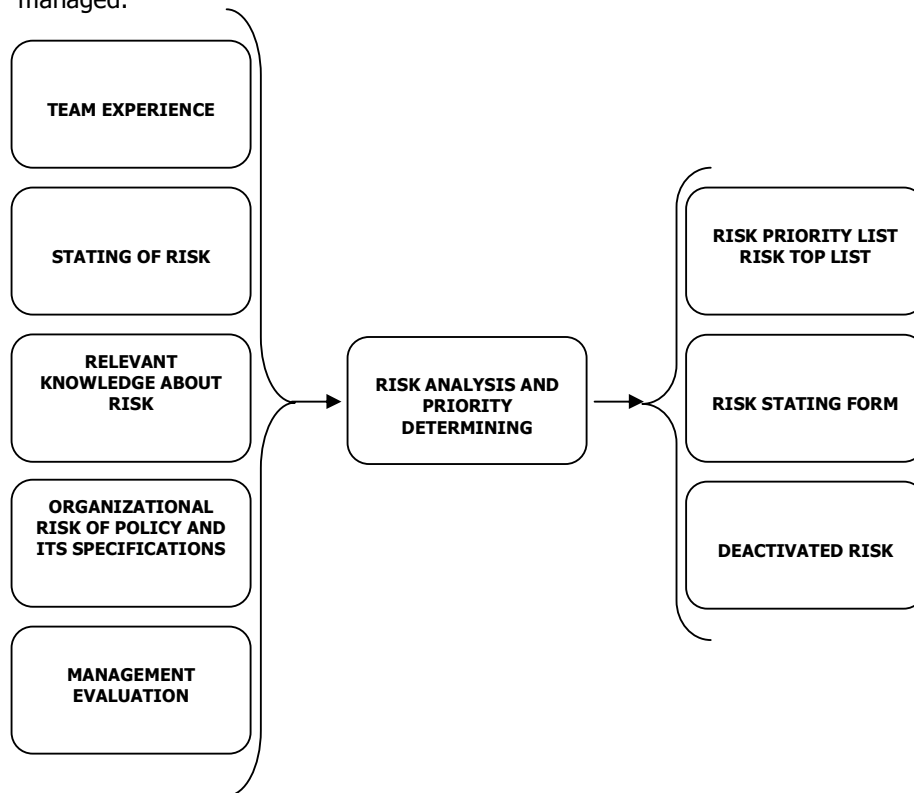 managed.
TEAM EXPERIENCE
STATING OF RISK
RELEVANT
KNOWLEDGE ABOUT
RISK
ORGANIZATIONAL
RISK OF POLICY AND
ITS SPECIFICATIONS
MANAGEMENT
EVALUATION
RISK ANALYSIS AND
PRIORITY
DETERMINING
RISK PRIORITY LIST
RISK TOP LIST
RISK STATING FORM
DEACTIVATED RISK